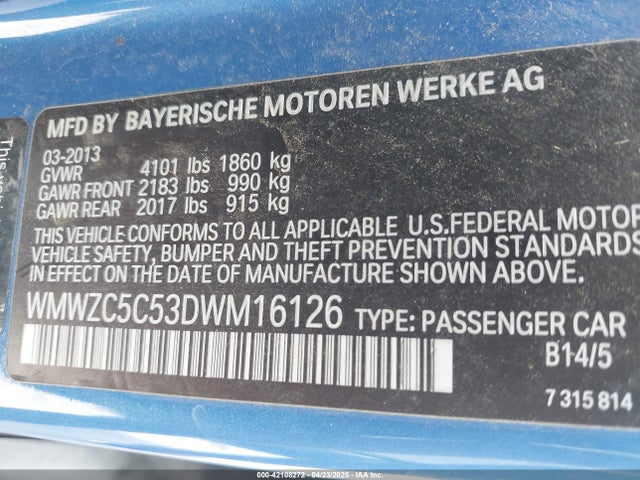 MFD BY BAYERISCHE MOTOREN WERKE AG
03-2013
GVWR 4101 lbs 1860 kg
GAWR FRONT 2183 lbs 990 kg
GAWR REAR 2017 lbs 915 kg
THIS VEHICLE CONFORMS TO ALL APPLICABLE U.S.FEDERAL MOTOR
VEHICLE SAFETY, BUMPER AND THEFT PREVENTION STANDARDS
IN EFFECT ON THE DATE OF MANUFACTURE SHOWN ABOVE.
WMWZC5C53DWM16126 TYPE: PASSENGER CAR
B14/5
7 315 814
This
000-42108272 - 04/23/2025 - IAA Inc.